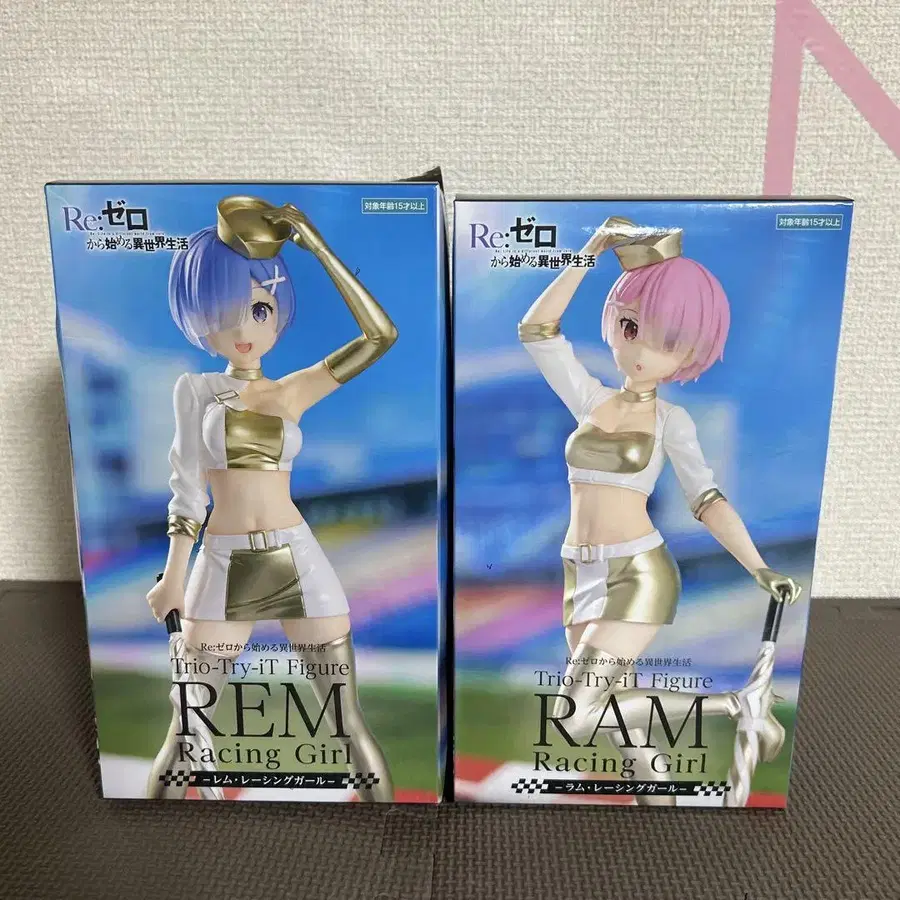 Re:ゼロ
から始める異世界生活
対象年齢15才以上
Re:ゼロから始める異世界生活
Trio-Try-iT Figure
REM
Racing Girl
−レム・レーシングガール−
Re:ゼロ
から始める異世界生活
対象年齢15才以上
Re:ゼロから始める異世界生活
Trio-Try-iT Figure
RAM
Racing Girl
−ラム・レーシングガール−